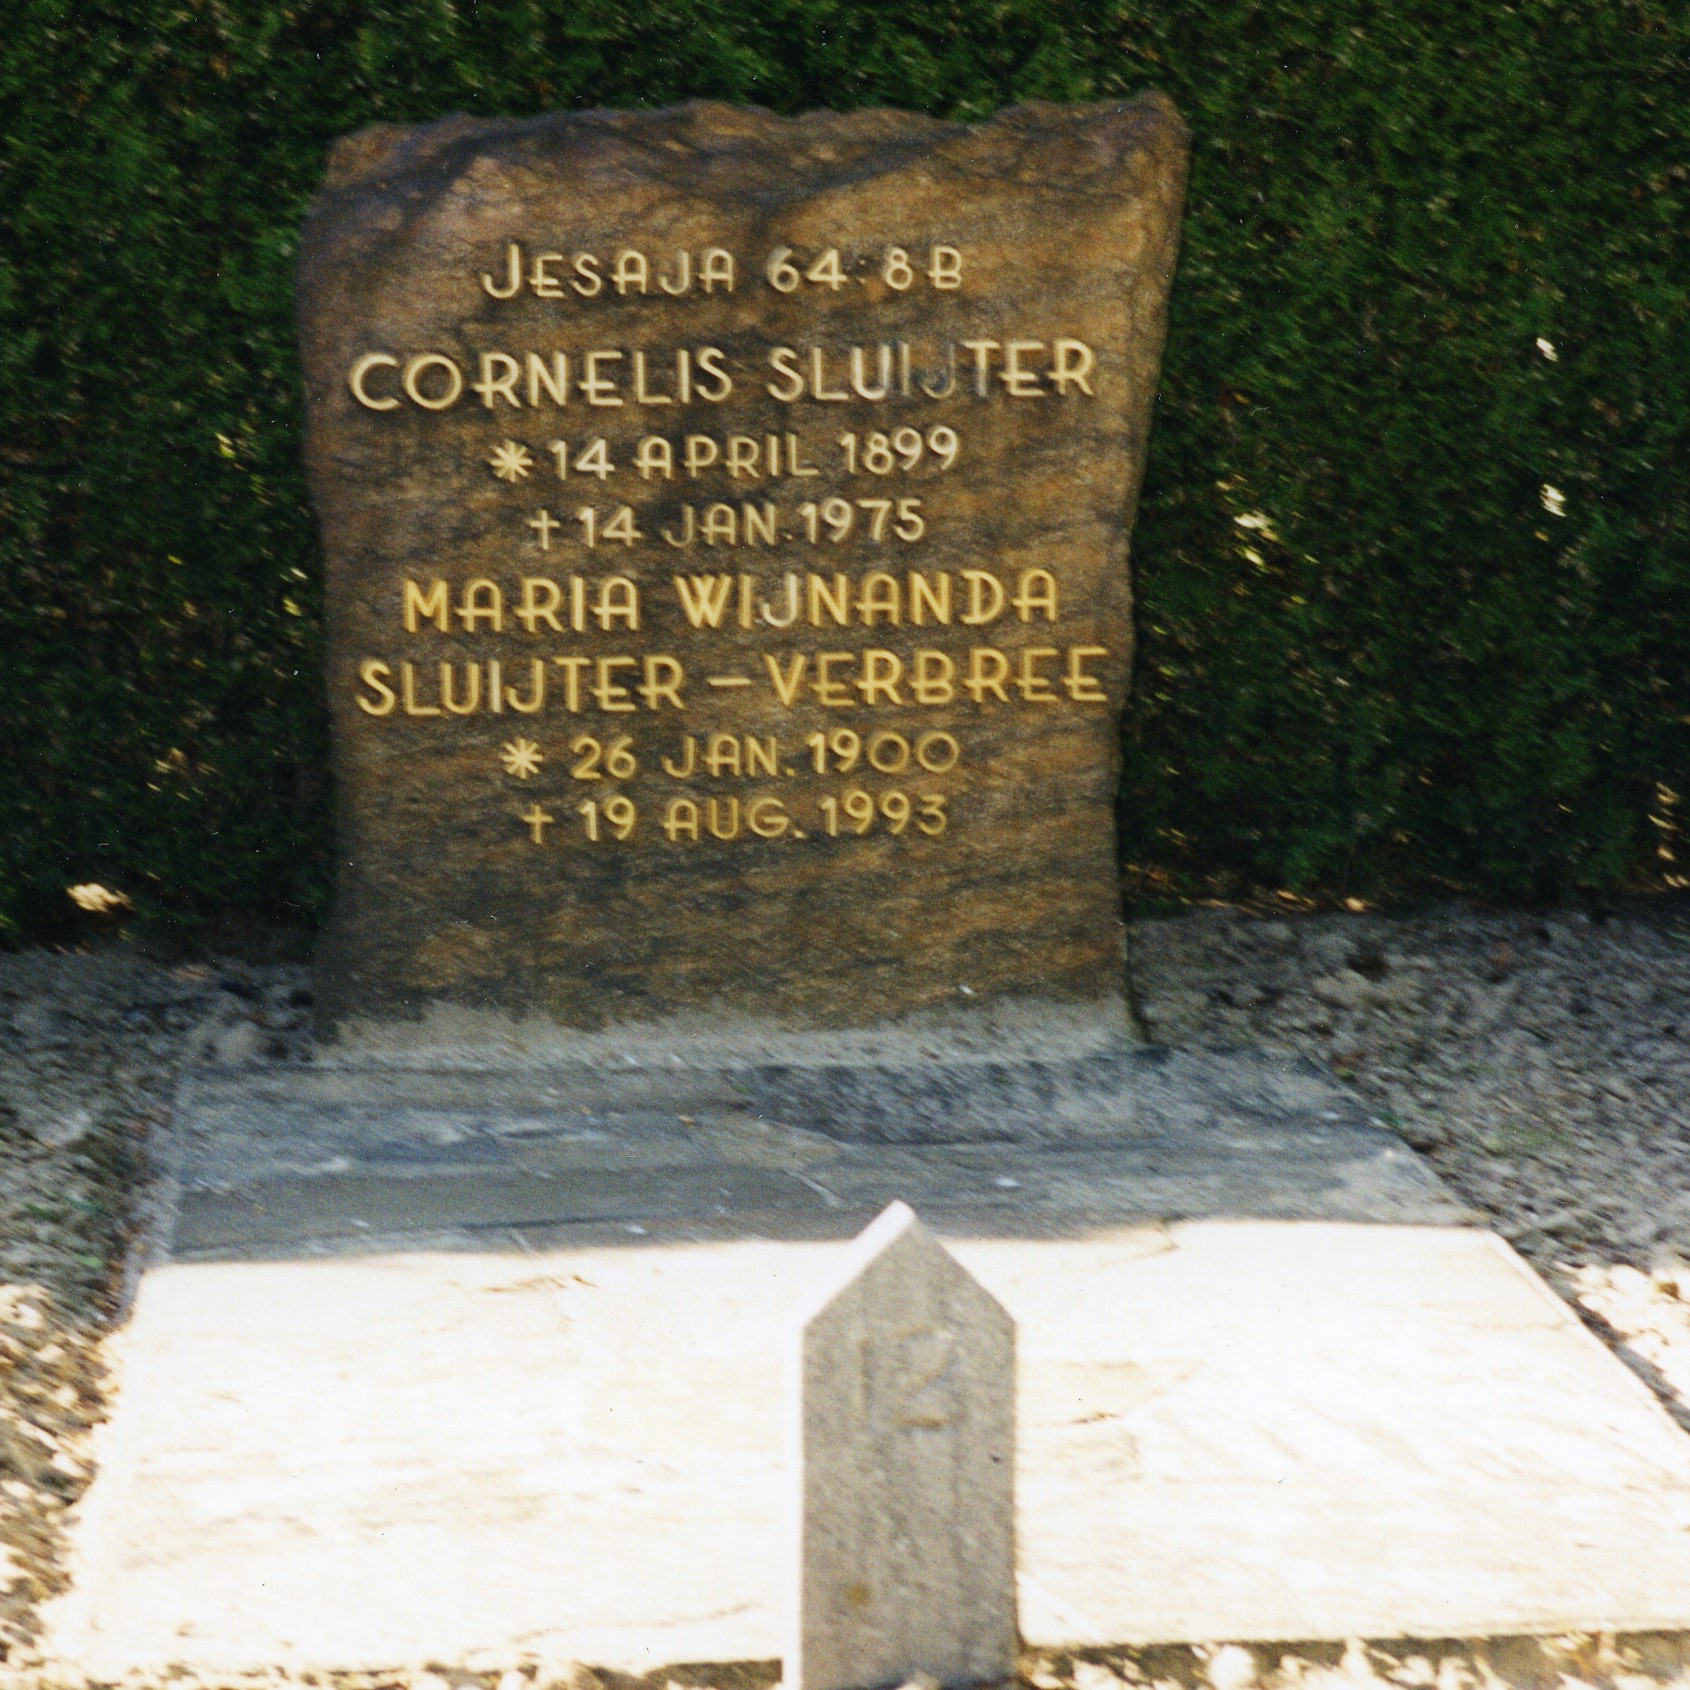 JESAJA 64:8B
CORNELIS SLUIJTER
* 14 APRIL 1899
† 14 JAN. 1975
MARIA WIJNANDA
SLUIJTER – VERBREE
* 26 JAN. 1900
† 19 AUG. 1993
12